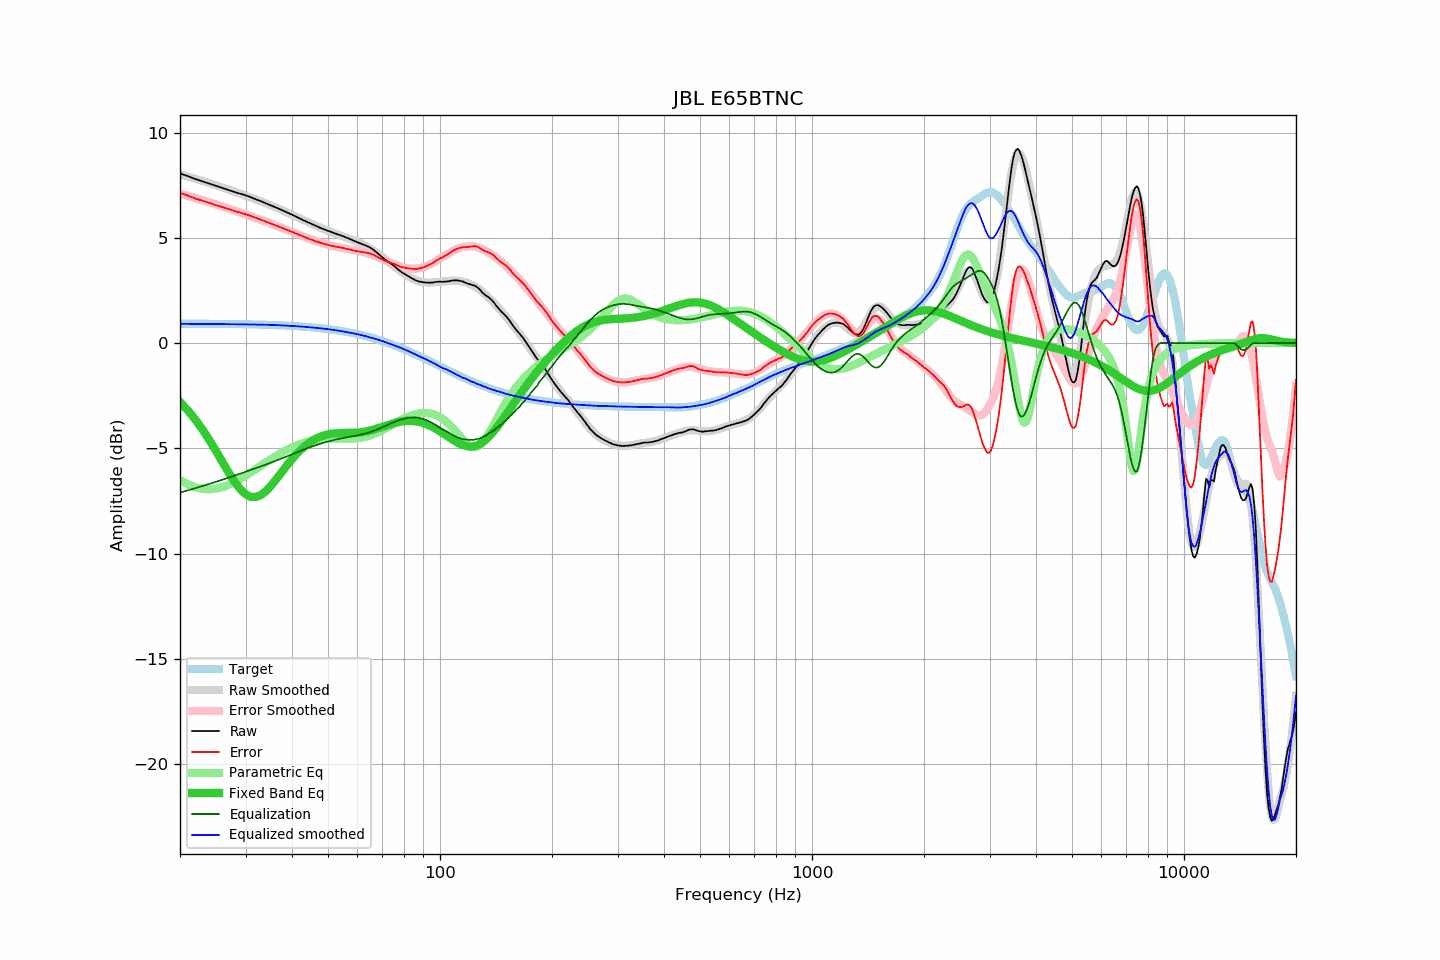 JBL E65BTNC
10
5
0
−5
−10
−15
−20
Amplitude (dBr)
Target
Raw Smoothed
Error Smoothed
Raw
Error
Parametric Eq
Fixed Band Eq
Equalization
Equalized smoothed
100
1000
10000
Frequency (Hz)